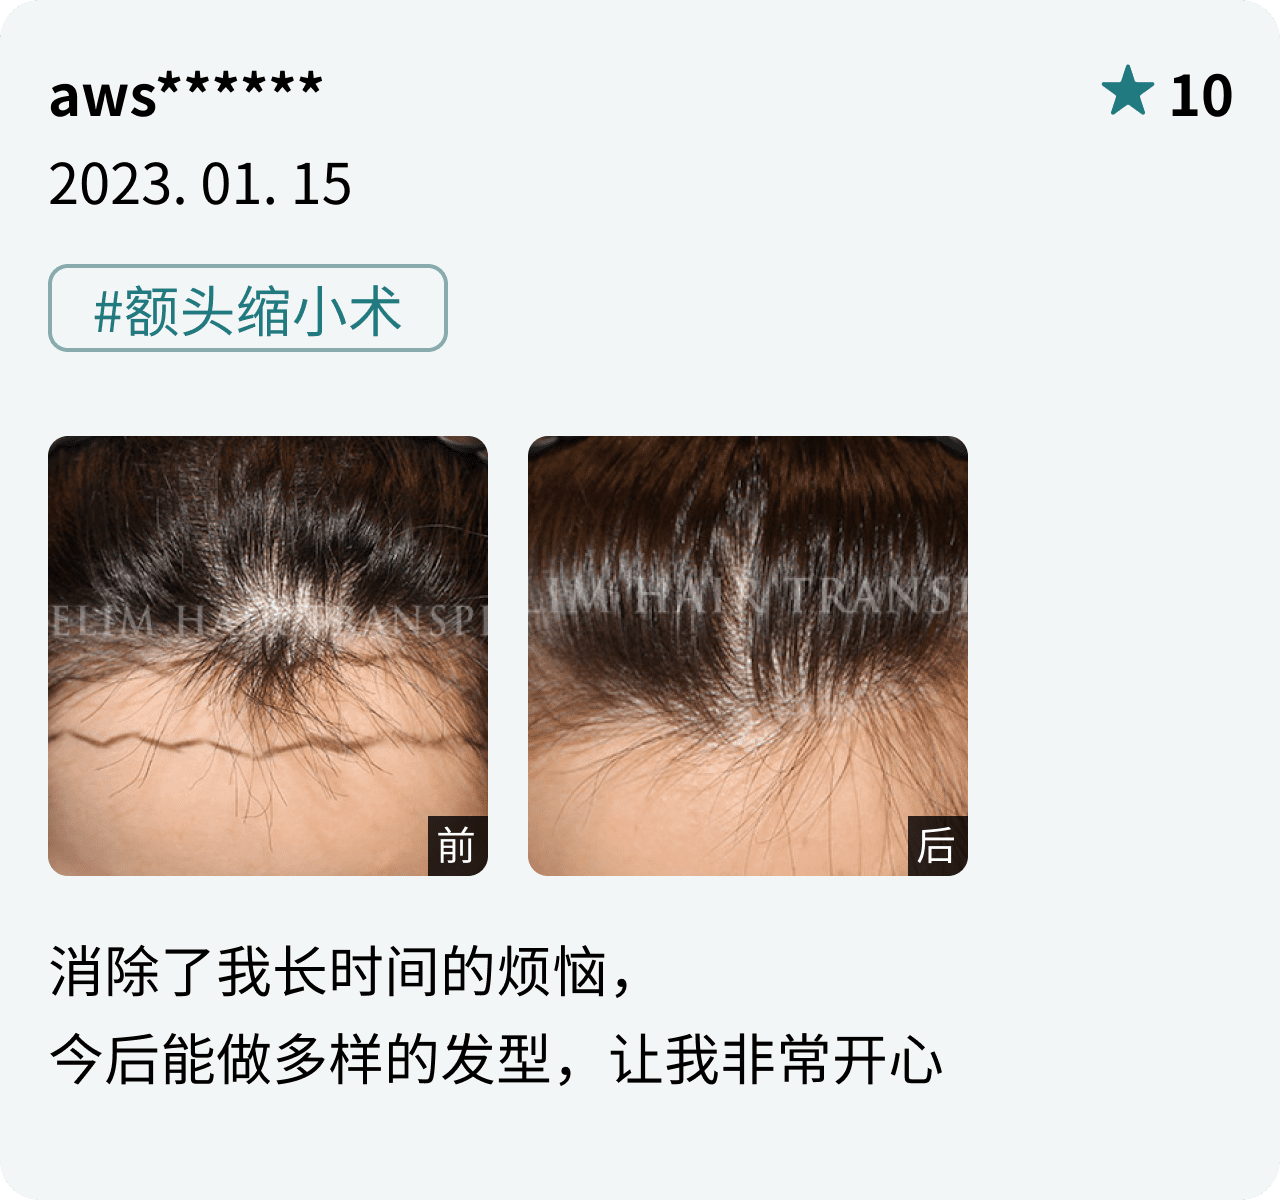 aws******
★ 10
2023. 01. 15
#额头缩小术
ELIM HAIR TRANSPL
ELIM HAIR TRANSPL
前
后
消除了我长时间的烦恼，
今后能做多样的发型，让我非常开心